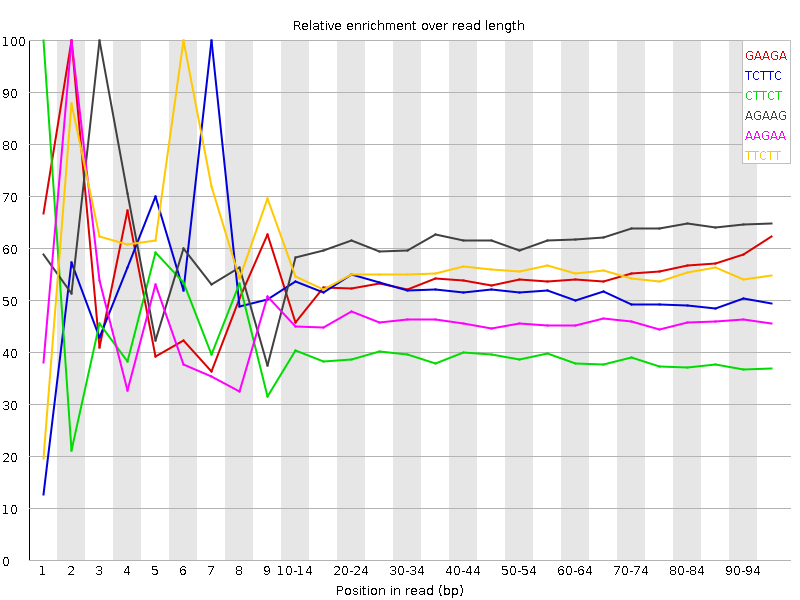 Relative enrichment over read length
100
90
80
70
60
50
40
30
20
10
0
GAAGA
TCTTC
CTTCT
AGAAG
AAGAA
TTCTT
1 2 3 4 5 6 7 8 9 10-14 20-24 30-34 40-44 50-54 60-64 70-74 80-84 90-94
Position in read (bp)